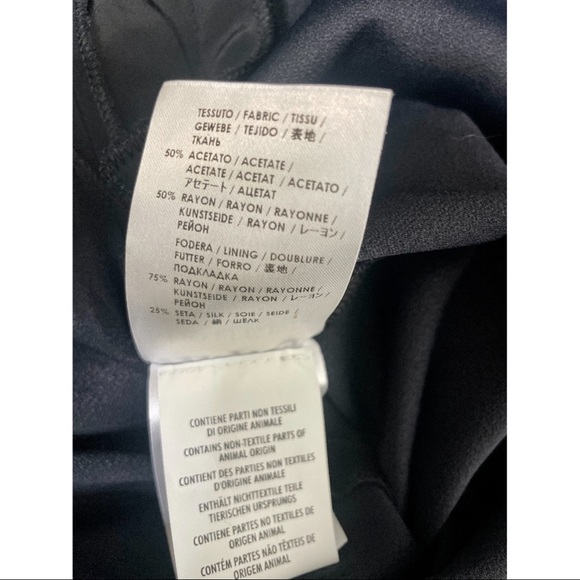 TESSUTO / FABRIC / TISSU /
GEWEBE / TEJIDO / 表地 /
ТКАНЬ
50% ACETATO / ACETATE /
ACETATE / ACETAT / ACETATO /
アセテート / АЦЕТАТ
50% RAYON / RAYON / RAYONNE /
KUNSTSEIDE / RAYON / レーヨン /
РЕЙОН
FODERA / LINING / DOUBLURE /
FUTTER / FORRO / 裏地 /
ПОДКЛАДКА
75% RAYON / RAYON / RAYONNE /
KUNSTSEIDE / RAYON / レーヨン /
РЕЙОН
25% SETA / SILK / SOIE / SEIDE /
SEDA / 絹 / ШЕЛК
CONTIENE PARTI NON TESSILI
DI ORIGINE ANIMALE
CONTAINS NON-TEXTILE PARTS OF
ANIMAL ORIGIN
CONTIENT DES PARTIES NON TEXTILES
D'ORIGINE ANIMALE
ENTHÄLT NICHTTEXTILE TEILE
TIERISCHEN URSPRUNGS
CONTIENE PARTES NO TEXTILES DE
ORIGEN ANIMAL
CONTÉM PARTES NÃO TÊXTEIS DE
ORIGEM ANIMAL